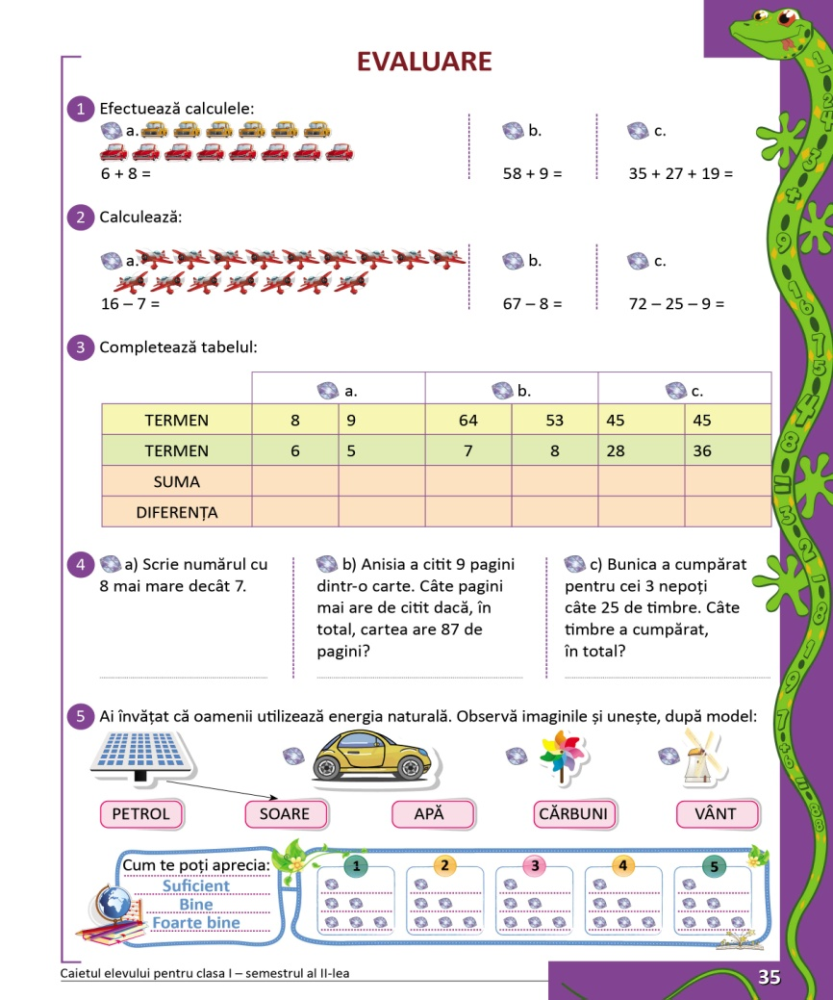 EVALUARE
1 Efectuează calculele:
a.
6 + 8 =
b.
58 + 9 =
c.
35 + 27 + 19 =
2 Calculează:
a.
16 – 7 =
b.
67 – 8 =
c.
72 – 25 – 9 =
3 Completează tabelul:
a. b. c.
TERMEN 8 9 64 53 45 45
TERMEN 6 5 7 8 28 36
SUMA
DIFERENȚA
4 a) Scrie numărul cu
8 mai mare decât 7.
b) Anisia a citit 9 pagini
dintr-o carte. Câte pagini
mai are de citit dacă, în
total, cartea are 87 de
pagini?
c) Bunica a cumpărat
pentru cei 3 nepoți
câte 25 de timbre. Câte
timbre a cumpărat,
în total?
5 Ai învățat că oamenii utilizează energia naturală. Observă imaginile și unește, după model:
PETROL SOARE APĂ CĂRBUNI VÂNT
Cum te poți aprecia:
Suficient
Bine
Foarte bine
1 2 3 4 5
Caietul elevului pentru clasa I – semestrul al II-lea
35